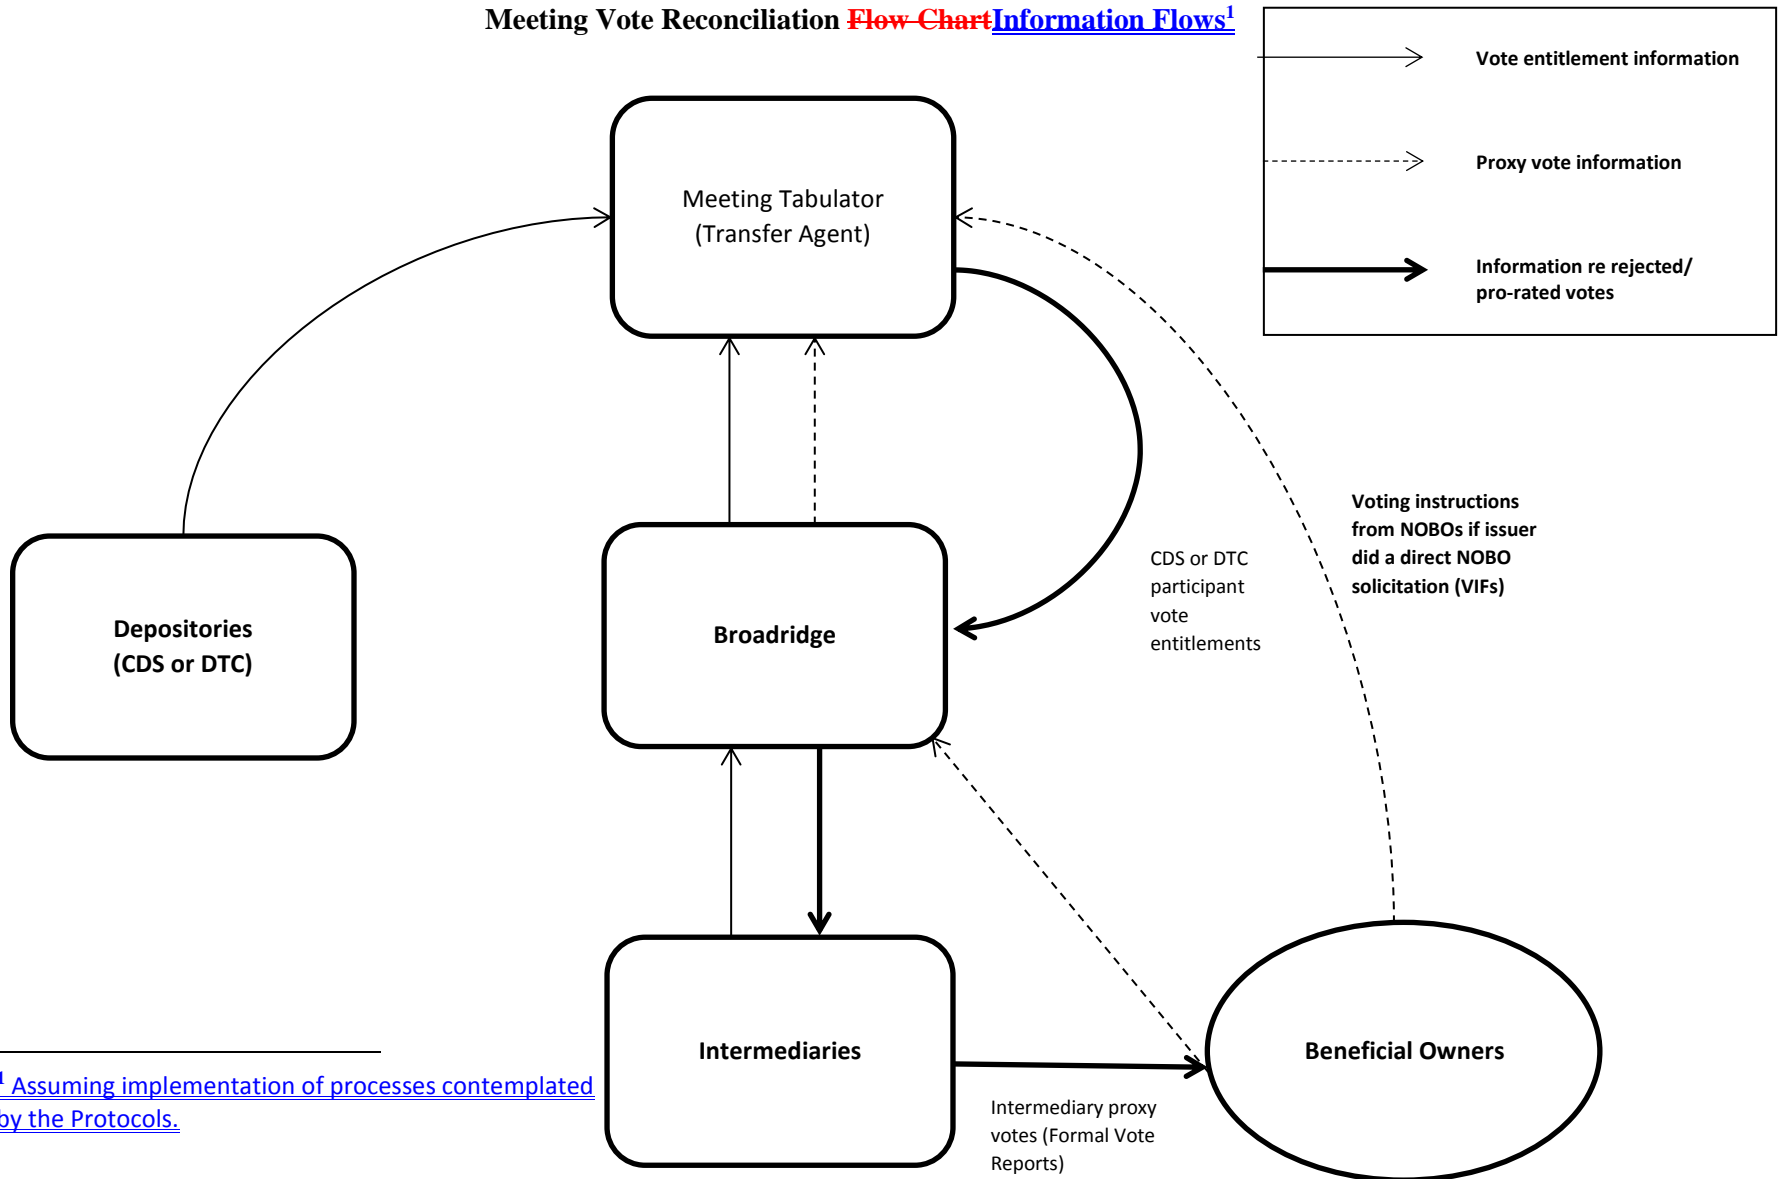 Meeting Vote Reconciliation Flow ChartInformation Flows1
Vote entitlement information
Proxy vote information
Information re rejected/
pro-rated votes
Meeting Tabulator
(Transfer Agent)
Voting instructions
from NOBOs if issuer
did a direct NOBO
solicitation (VIFs)
CDS or DTC
participant
vote
entitlements
Depositories
(CDS or DTC)
Broadridge
Intermediaries
Beneficial Owners
Intermediary proxy
votes (Formal Vote
Reports)
1 Assuming implementation of processes contemplated
by the Protocols.